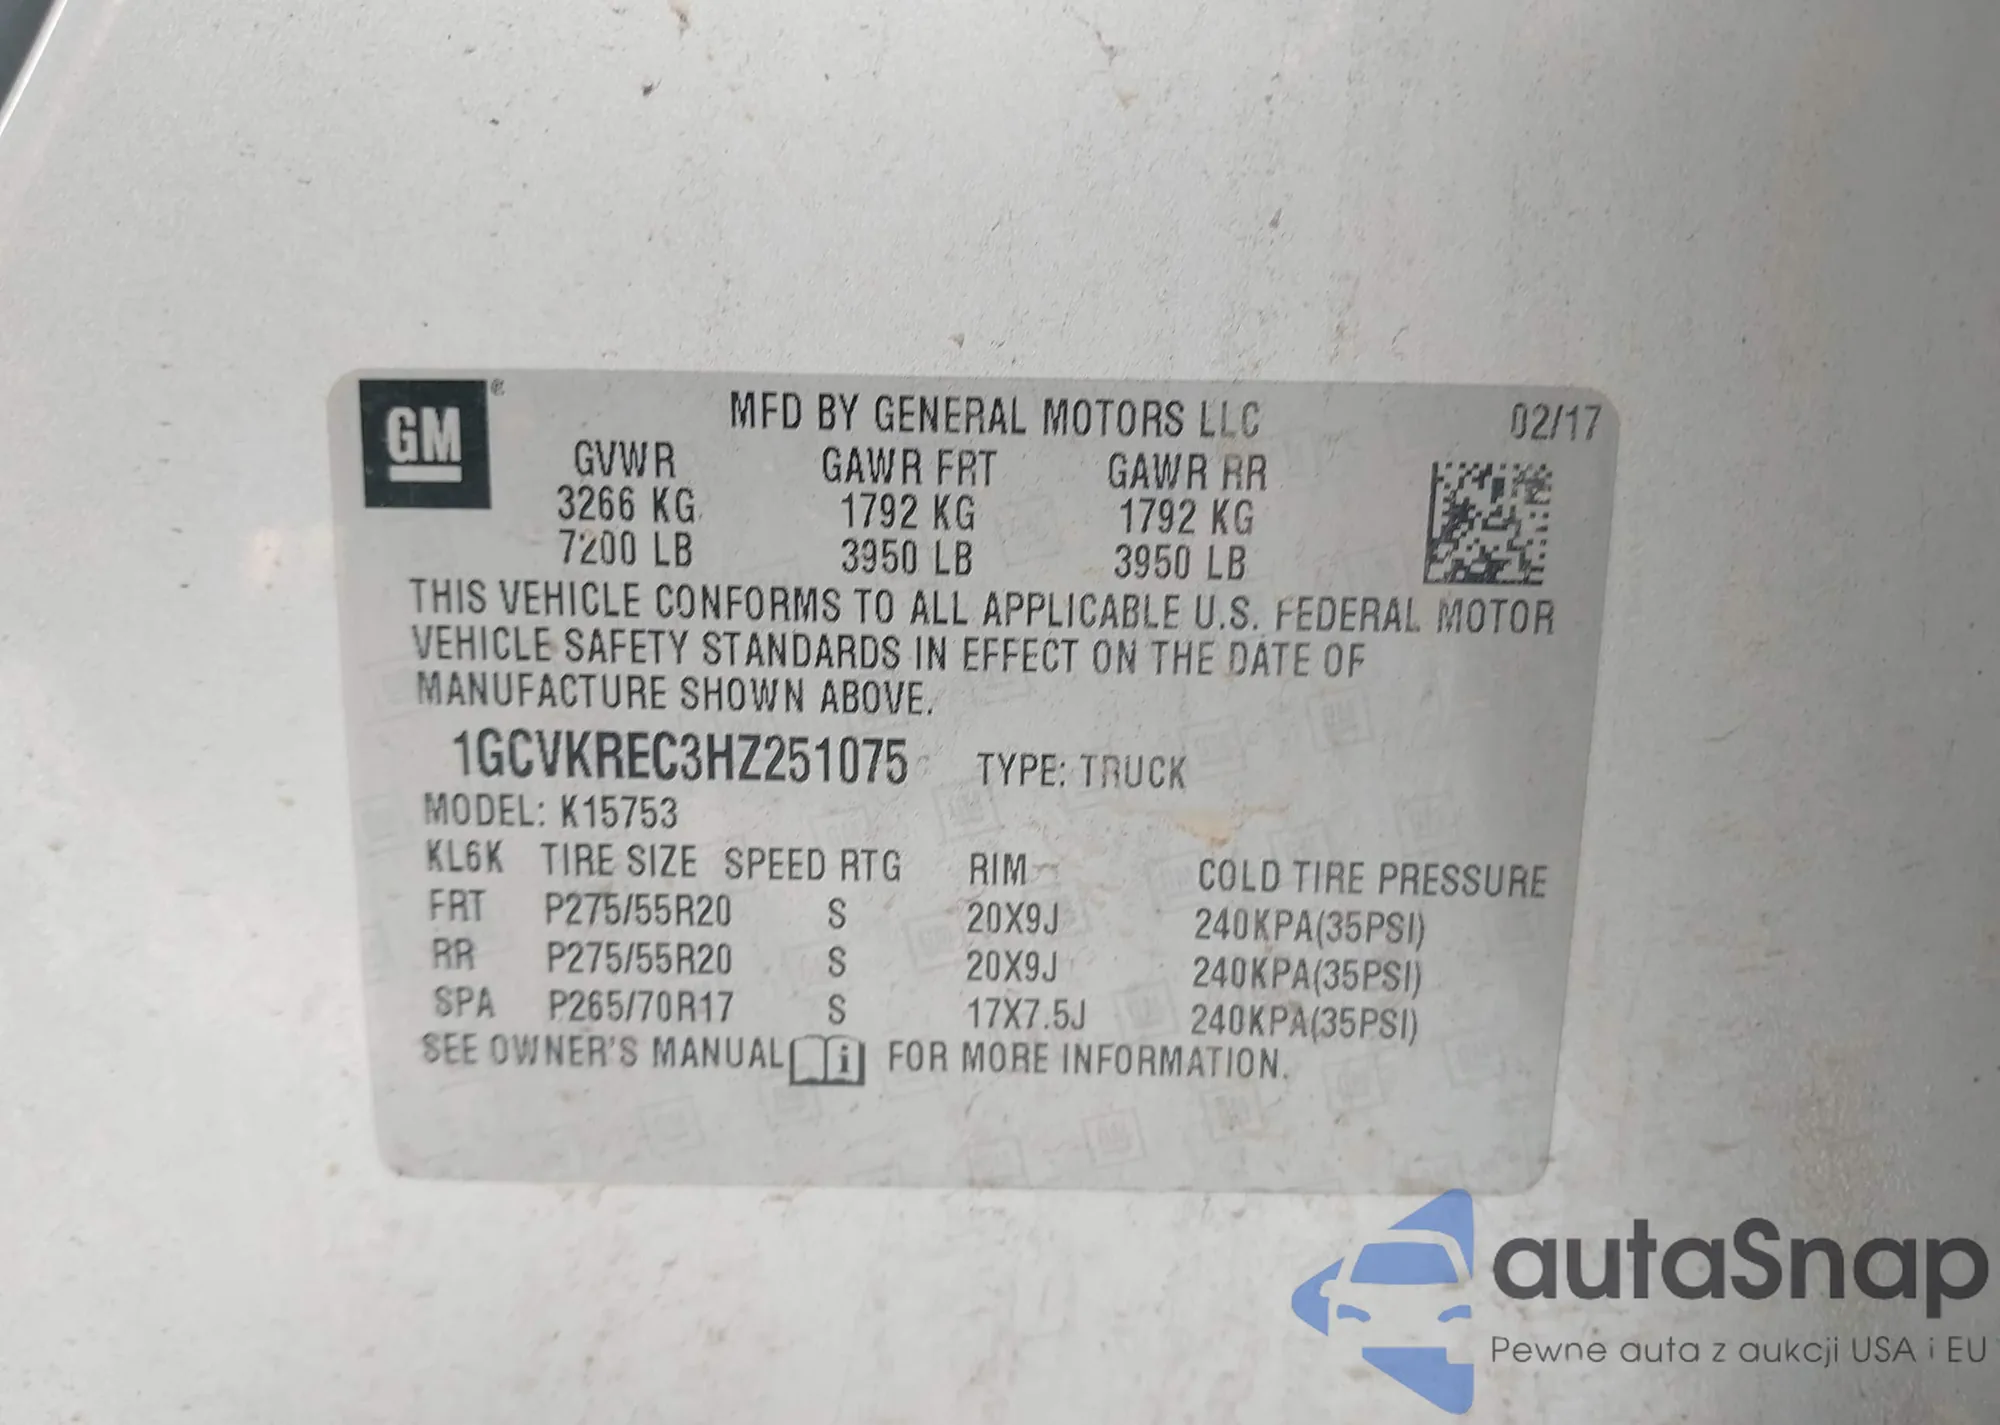 GM ® MFD BY GENERAL MOTORS LLC 02/17
GVWR GAWR FRT GAWR RR
3266 KG 1792 KG 1792 KG
7200 LB 3950 LB 3950 LB
THIS VEHICLE CONFORMS TO ALL APPLICABLE U.S. FEDERAL MOTOR
VEHICLE SAFETY STANDARDS IN EFFECT ON THE DATE OF
MANUFACTURE SHOWN ABOVE.
1GCVKREC3HZ251075 TYPE: TRUCK
MODEL: K15753
KL6K TIRE SIZE SPEED RTG RIM COLD TIRE PRESSURE
FRT P275/55R20 S 20X9J 240KPA(35PSI)
RR P275/55R20 S 20X9J 240KPA(35PSI)
SPA P265/70R17 S 17X7.5J 240KPA(35PSI)
SEE OWNER'S MANUAL i FOR MORE INFORMATION.
autaSnap
Pewne auta z aukcji USA i EU